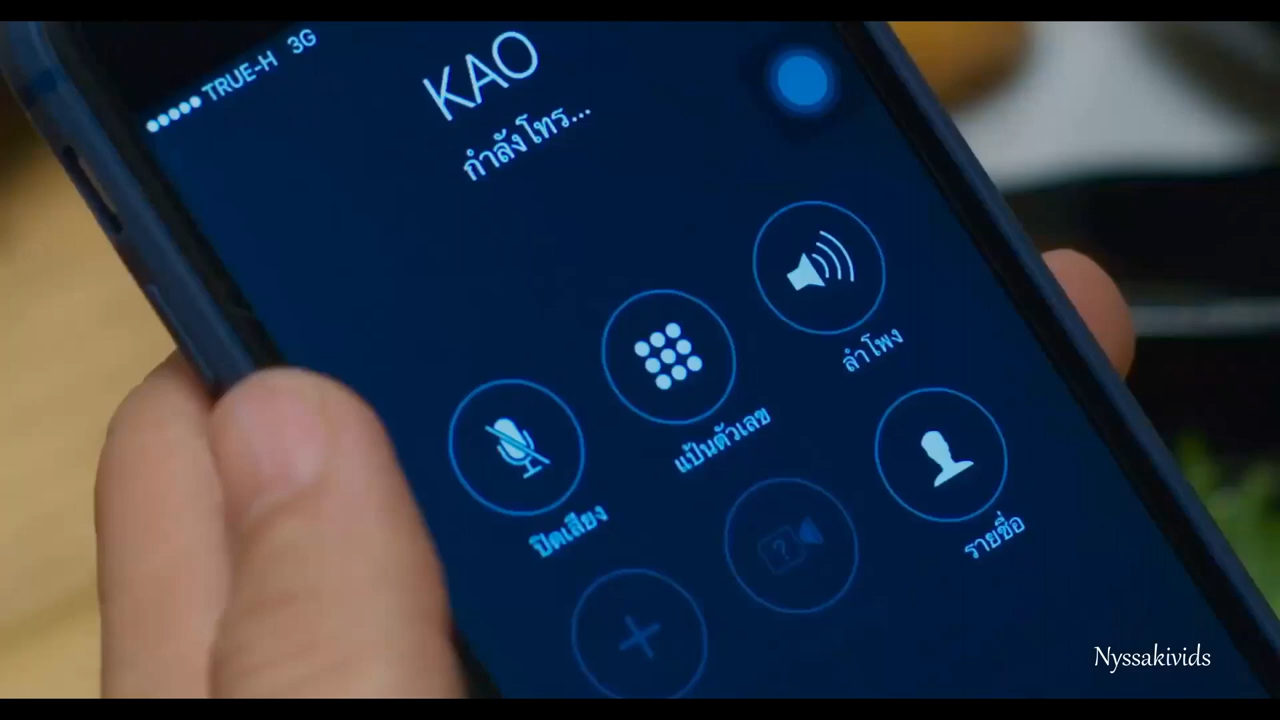 ●●●●● TRUE-H 3G
KAO
กำลังโทร...
ปิดเสียง
แป้นตัวเลข
ลำโพง
รายชื่อ
Nyssakivids